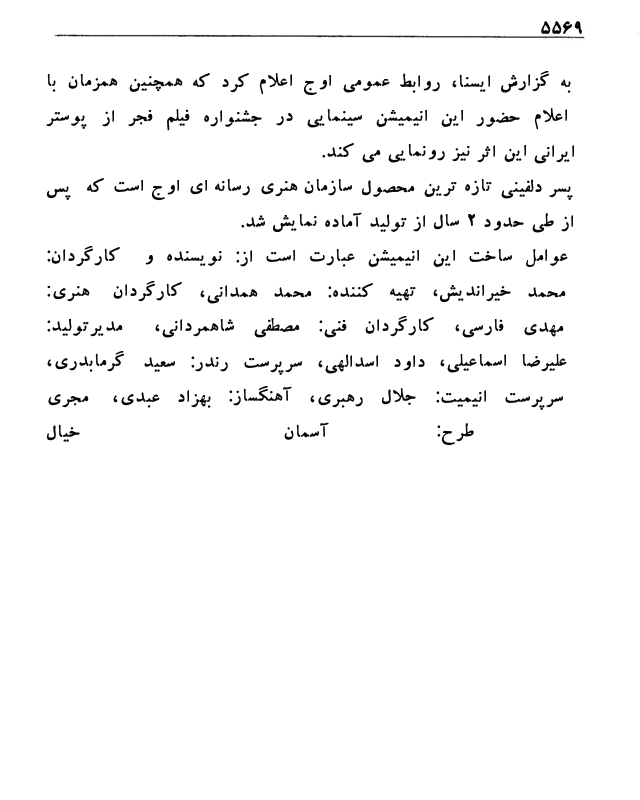 ۵۵۶۹
به گزارش ایسنا، روابط عمومی اوج اعلام کرد که همچنین همزمان با
اعلام حضور این انیمیشن سینمایی در جشنواره فیلم فجر از پوستر
ایرانی این اثر نیز رونمایی می کند.
پسر دلفینی تازه ترین محصول سازمان هنری رسانه ای اوج است که پس
از طی حدود ۲ سال از تولید آماده نمایش شد.
عوامل ساخت این انیمیشن عبارت است از: نویسنده و کارگردان:
محمد خیراندیش، تهیه کننده: محمد همدانی، کارگردان هنری:
مهدی فارسی، کارگردان فنی: مصطفی شاهمردانی، مدیرتولید:
علیرضا اسماعیلی، داود اسدالهی، سرپرست رندر: سعید گرمابدری،
سرپرست انیمیت: جلال رهبری، آهنگساز: بهزاد عبدی، مجری
طرح: آسمان خیال